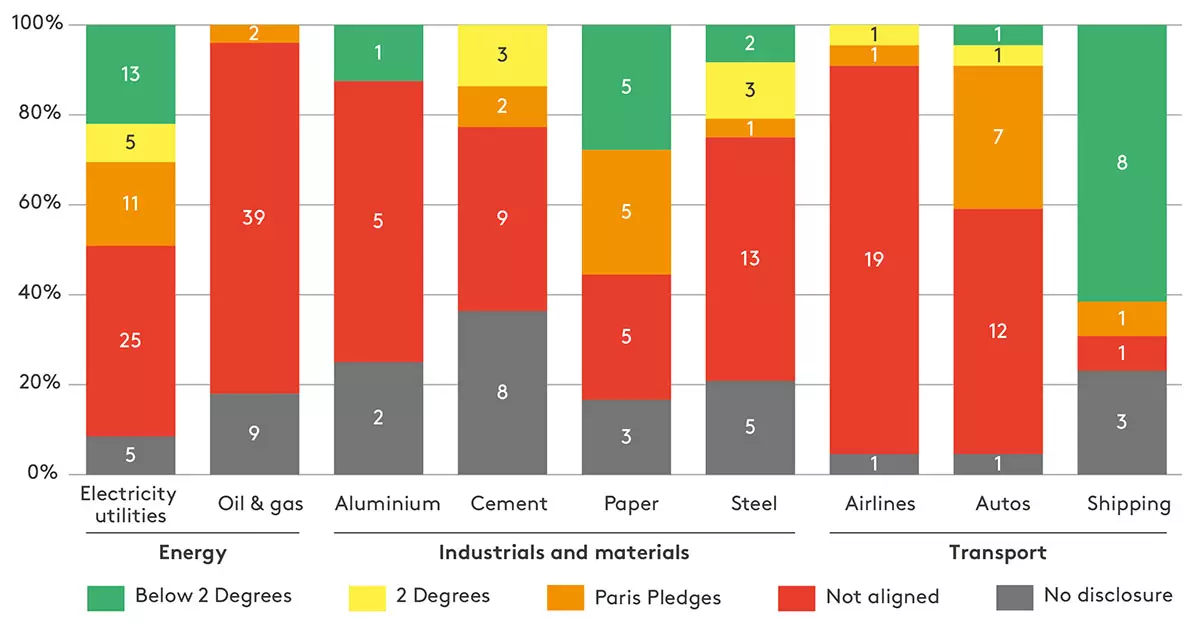 100%
80%
60%
40%
20%
0%
13
5
11
25
5
2
39
9
1
5
2
3
2
9
8
5
5
5
3
2
3
1
13
5
1
1
19
1
1
1
7
12
1
8
1
1
3
Electricity
utilities
Oil & gas
Aluminium
Cement
Paper
Steel
Airlines
Autos
Shipping
Energy
Industrials and materials
Transport
Below 2 Degrees
2 Degrees
Paris Pledges
Not aligned
No disclosure